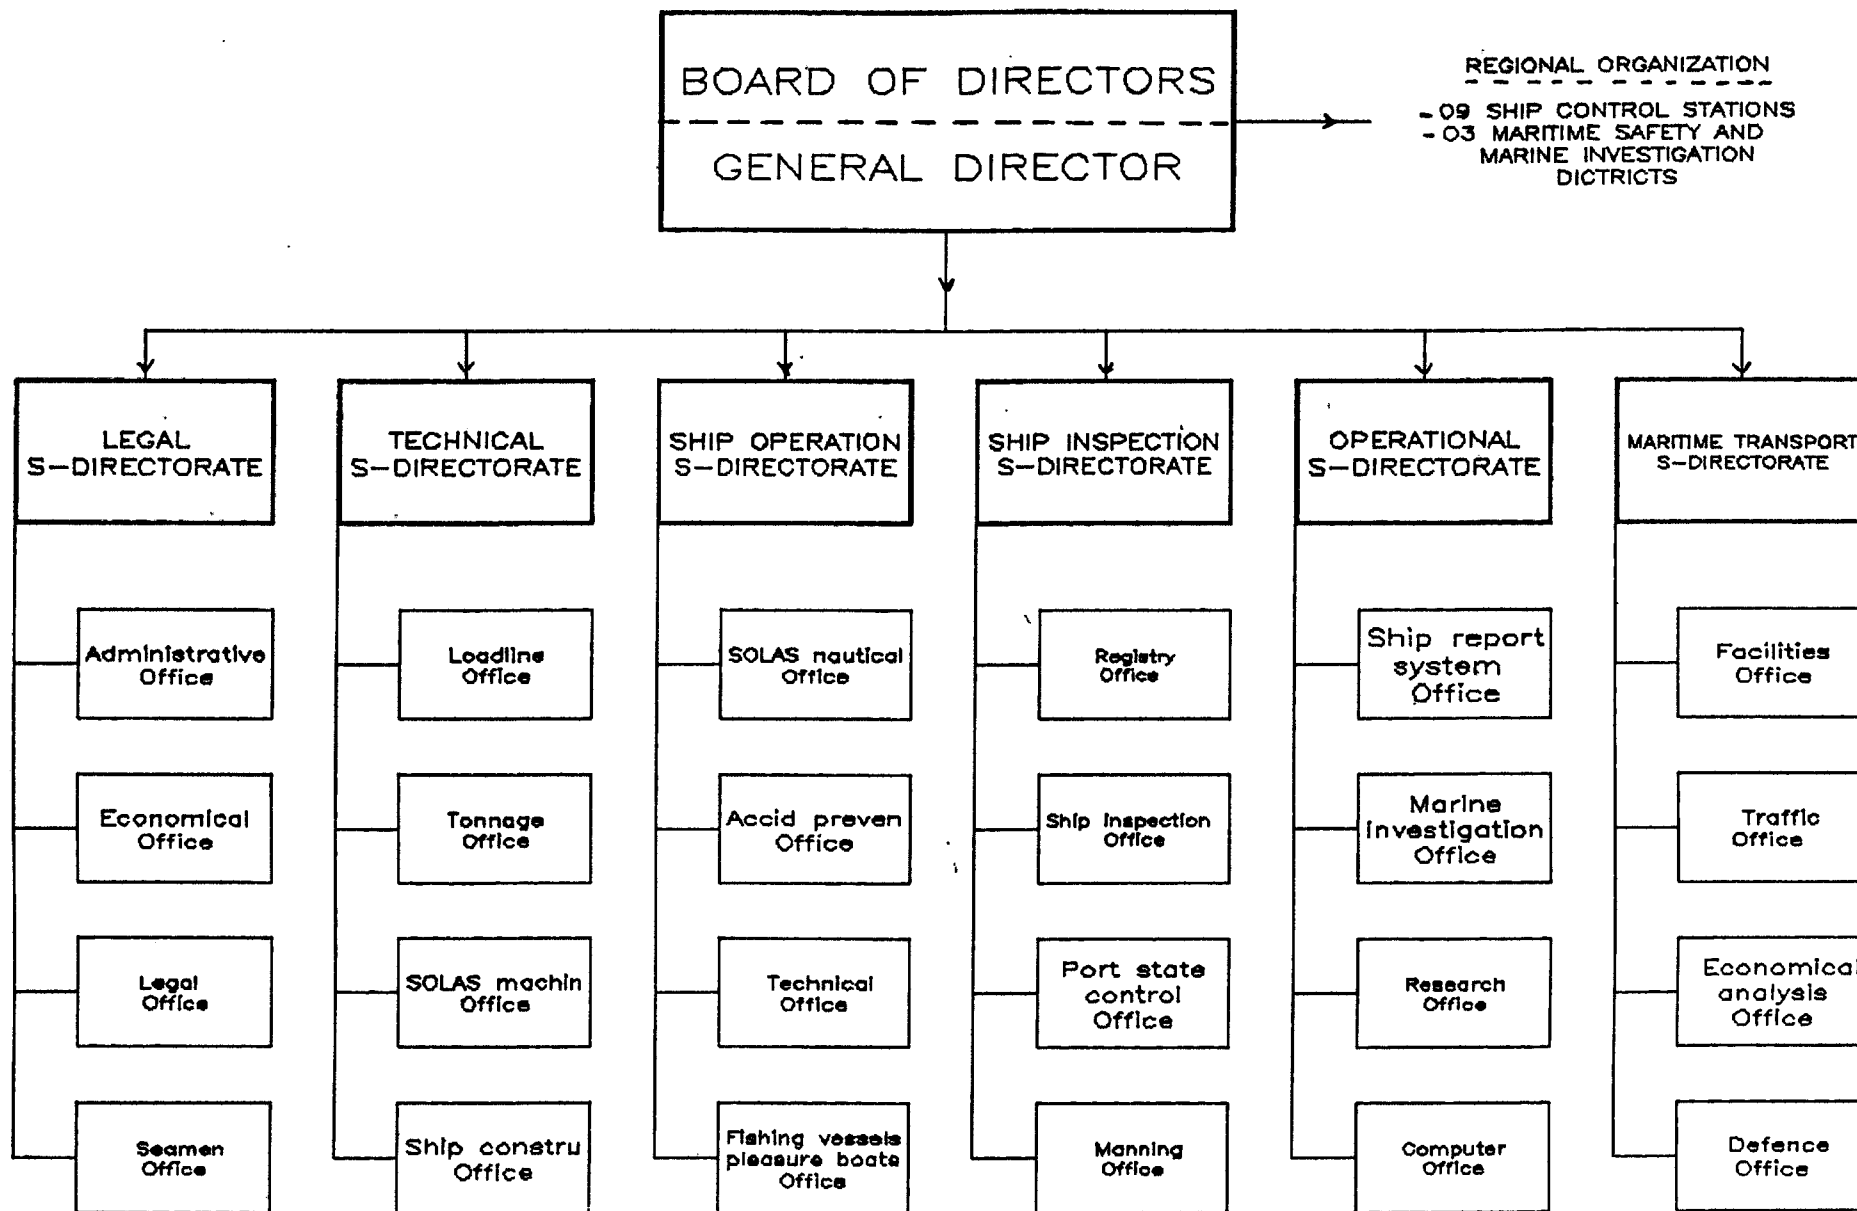 BOARD OF DIRECTORS
GENERAL DIRECTOR
REGIONAL ORGANIZATION
-09 SHIP CONTROL STATIONS
-03 MARITIME SAFETY AND
MARINE INVESTIGATION
DICTRICTS
LEGAL
S-DIRECTORATE
TECHNICAL
S-DIRECTORATE
SHIP OPERATION
S-DIRECTORATE
SHIP INSPECTION
S-DIRECTORATE
OPERATIONAL
S-DIRECTORATE
MARITIME TRANSPORT
S-DIRECTORATE
Administrative
Office
Loadline
Office
SOLAS nautical
Office
Registry
Office
Ship report
system
Office
Facilities
Office
Economical
Office
Tonnage
Office
Accid preven
Office
Ship inspection
Office
Marine
investigation
Office
Traffic
Office
Legal
Office
SOLAS machin
Office
Technical
Office
Port state
control
Office
Research
Office
Economical
analysis
Office
Seamen
Office
Ship constru
Office
Fishing vessels
pleasure boats
Office
Manning
Office
Computer
Office
Defence
Office